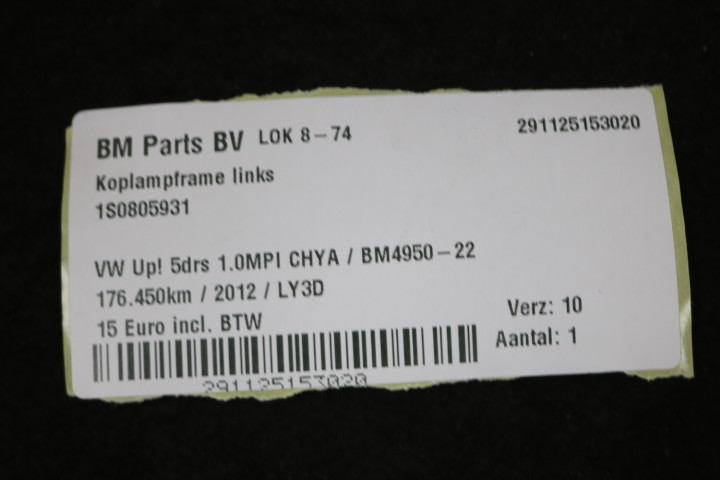 BM Parts BV LOK 8-74 291125153020
Koplampframe links
1S0805931
VW Up! 5drs 1.0MPI CHYA / BM4950-22
176.450km / 2012 / LY3D
15 Euro incl. BTW
Verz: 10
Aantal: 1
291125153020